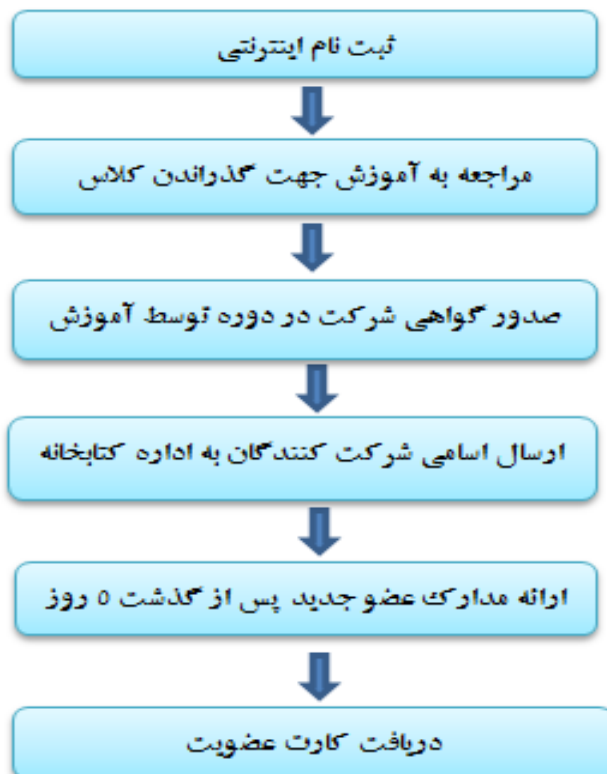 ثبت نام اینترنتی
مراجعه به آموزش جهت گذراندن کلاس
صدور گواهی شرکت در دوره توسط آموزش
ارسال اسامی شرکت کنندگان به اداره کتابخانه
ارائه مدارک عضو جدید پس از گذشت ۵ روز
دریافت کارت عضویت